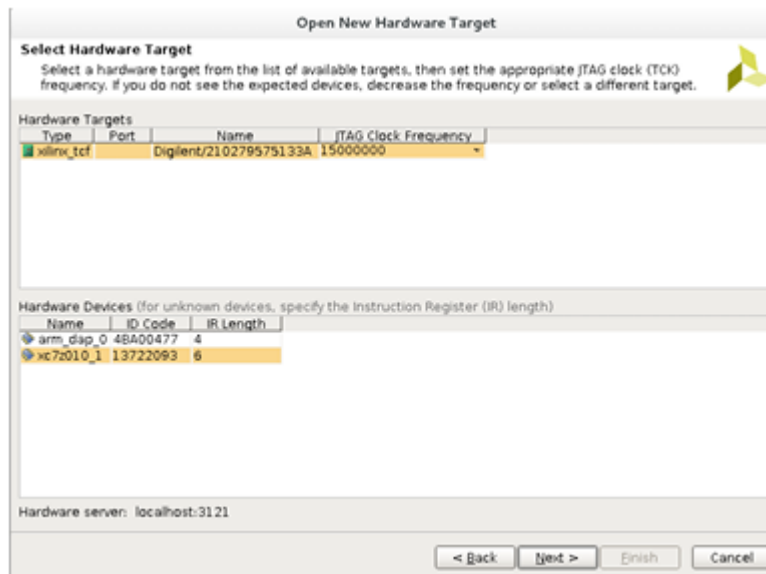 Open New Hardware Target
Select Hardware Target
Select a hardware target from the list of available targets, then set the appropriate JTAG clock (TCK)
frequency. If you do not see the expected devices, decrease the frequency or select a different target.
Hardware Targets
Type Port Name JTAG Clock Frequency
xilinx_tcf Digilent/210279575133A 15000000
Hardware Devices (for unknown devices, specify the Instruction Register (IR) length)
Name ID Code IR Length
arm_dap_0 4BA00477 4
xc7z010_1 13722093 6
Hardware server: localhost:3121
< Back Next > Finish Cancel